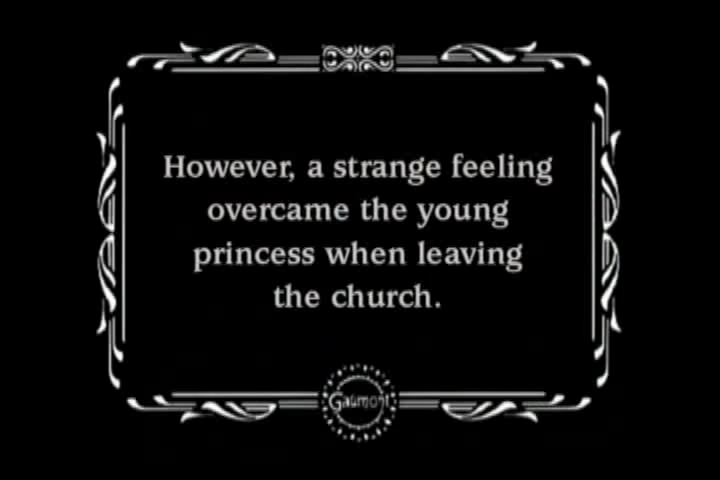 However, a strange feeling
overcame the young
princess when leaving
the church.
Gaumont